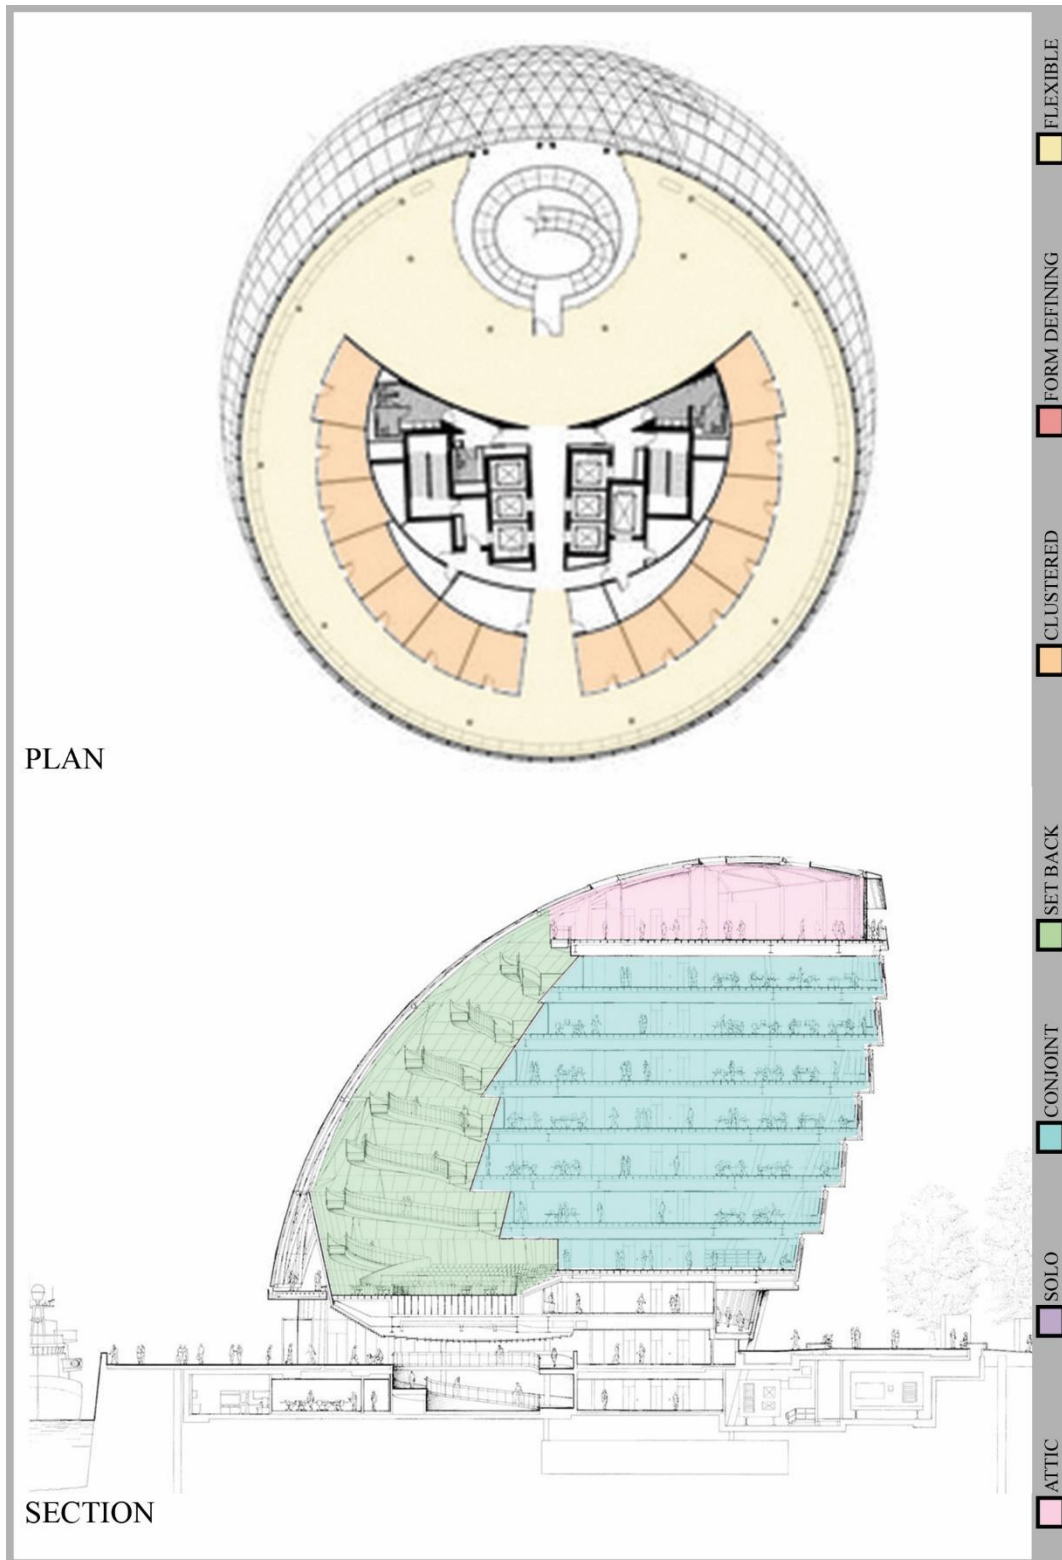 PLAN
SECTION
FLEXIBLE
FORM DEFINING
CLUSTERED
SET BACK
CONJOINT
SOLO
ATTIC